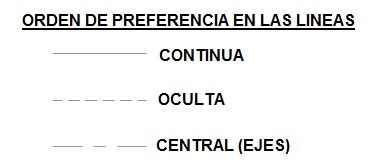 ORDEN DE PREFERENCIA EN LAS LINEAS
CONTINUA
OCULTA
CENTRAL (EJES)